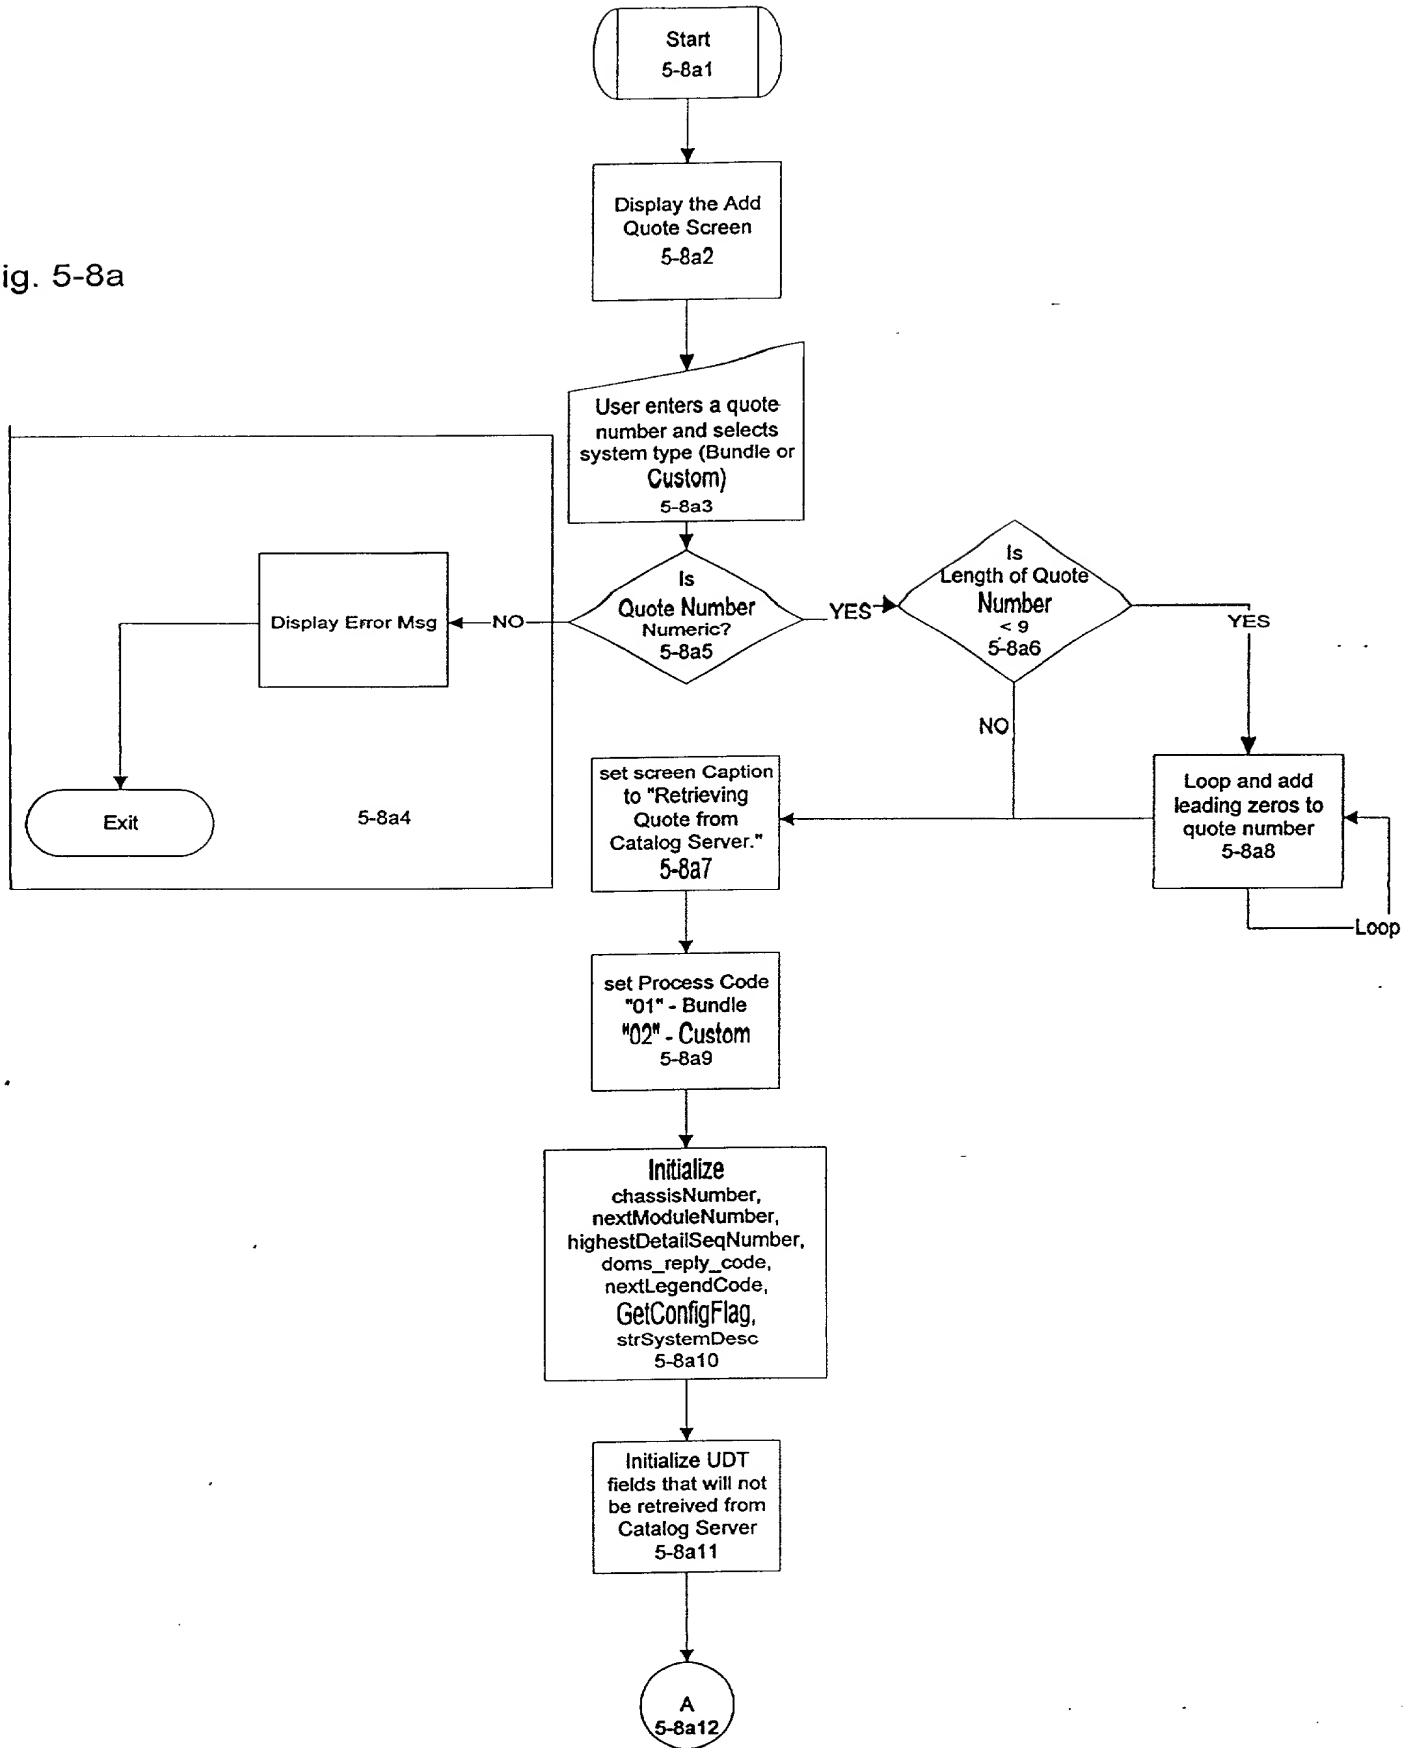 Start
5-8a1
Display the Add
Quote Screen
5-8a2
ig. 5-8a
User enters a quote
number and selects
system type (Bundle or
Custom)
5-8a3
Is
Quote Number
Numeric?
5-8a5
YES
Is
Length of Quote
Number
< 9
5-8a6
YES
NO
Display Error Msg
NO
Exit
5-8a4
set screen Caption
to "Retrieving
Quote from
Catalog Server."
5-8a7
Loop and add
leading zeros to
quote number
5-8a8
Loop
set Process Code
"01" - Bundle
"02" - Custom
5-8a9
Initialize
chassisNumber,
nextModuleNumber,
highestDetailSeqNumber,
doms_reply_code,
nextLegendCode,
GetConfigFlag,
strSystemDesc
5-8a10
Initialize UDT
fields that will not
be retreived from
Catalog Server
5-8a11
A
5-8a12